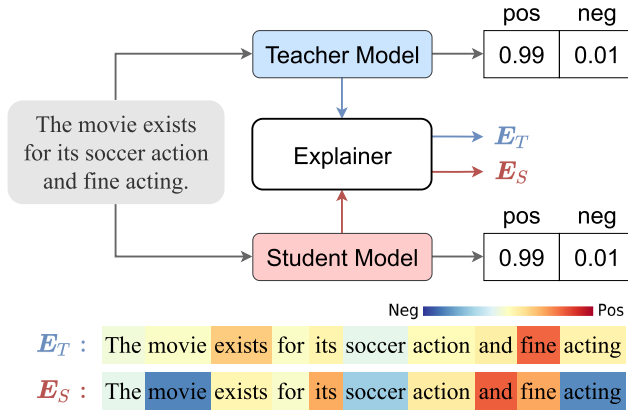 pos neg
Teacher Model
0.99 0.01
The movie exists
for its soccer action
and fine acting.
Explainer
E_T
E_S
pos neg
Student Model
0.99 0.01
Neg Pos
E_T : The movie exists for its soccer action and fine acting
E_S : The movie exists for its soccer action and fine acting